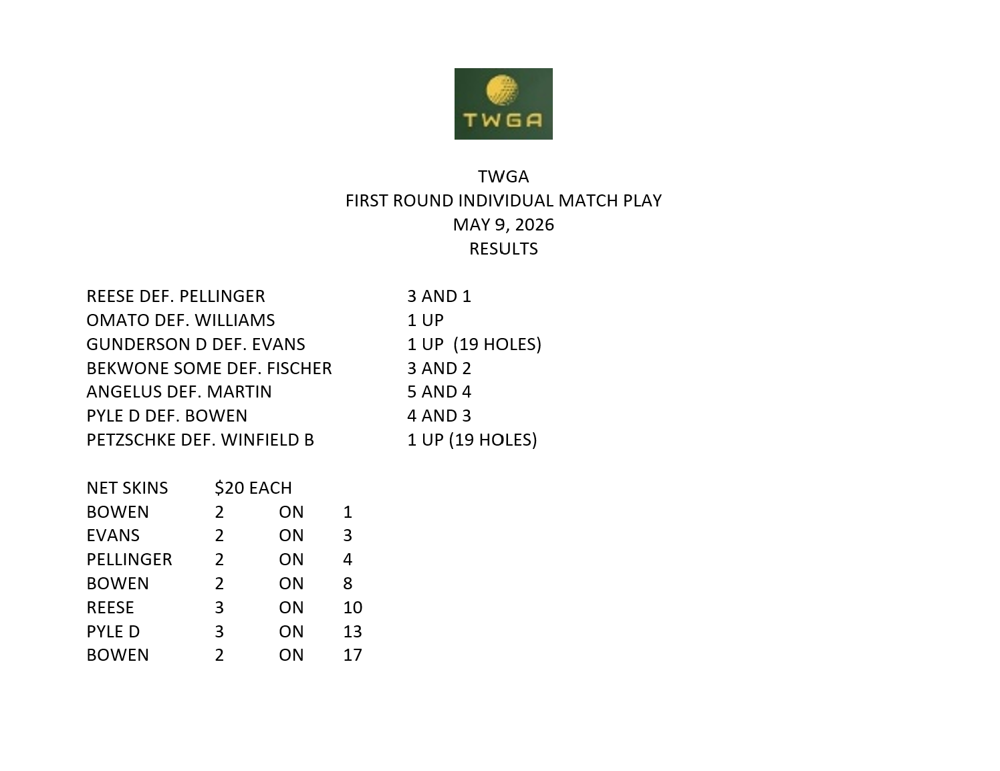 TWGA
TWGA
FIRST ROUND INDIVIDUAL MATCH PLAY
MAY 9, 2026
RESULTS
REESE DEF. PELLINGER 3 AND 1
OMATO DEF. WILLIAMS 1 UP
GUNDERSON D DEF. EVANS 1 UP (19 HOLES)
BEKWONE SOME DEF. FISCHER 3 AND 2
ANGELUS DEF. MARTIN 5 AND 4
PYLE D DEF. BOWEN 4 AND 3
PETZSCHKE DEF. WINFIELD B 1 UP (19 HOLES)
NET SKINS $20 EACH
BOWEN 2 ON 1
EVANS 2 ON 3
PELLINGER 2 ON 4
BOWEN 2 ON 8
REESE 3 ON 10
PYLE D 3 ON 13
BOWEN 2 ON 17